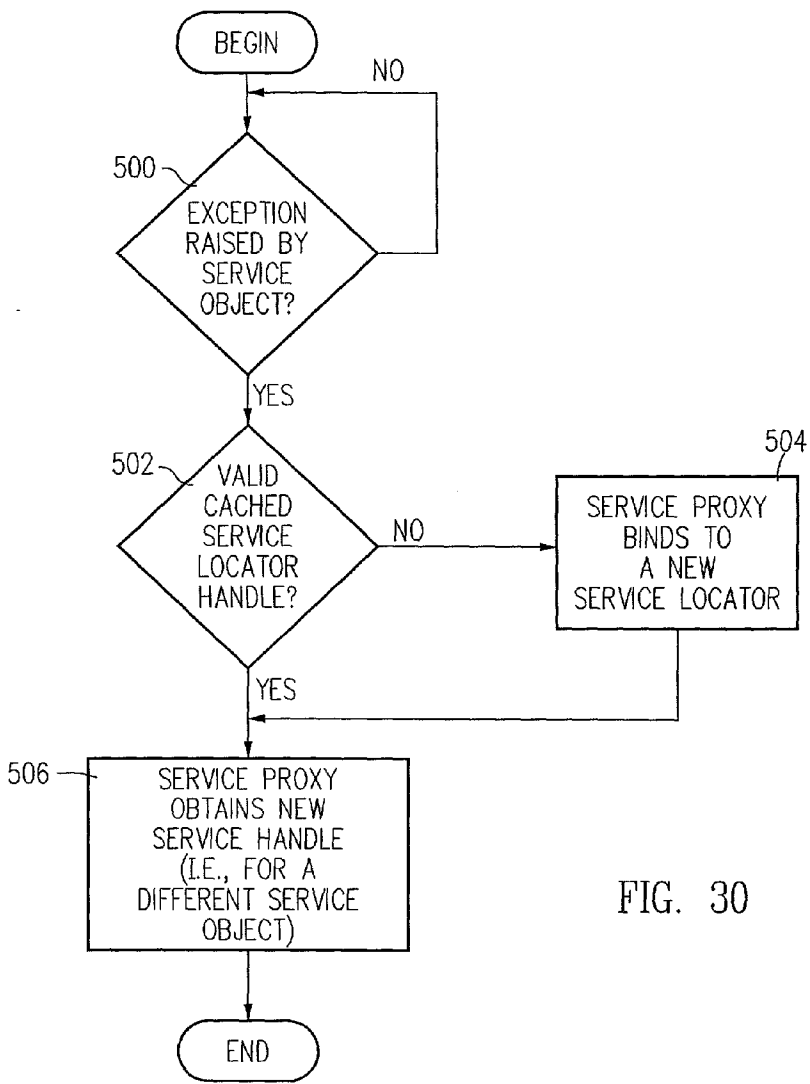 BEGIN
NO
500
EXCEPTION
RAISED BY
SERVICE
OBJECT?
YES
502
VALID
CACHED
SERVICE
LOCATOR
HANDLE?
NO
504
SERVICE PROXY
BINDS TO
A NEW
SERVICE LOCATOR
YES
506
SERVICE PROXY
OBTAINS NEW
SERVICE HANDLE
(I.E., FOR A
DIFFERENT SERVICE
OBJECT)
FIG. 30
END